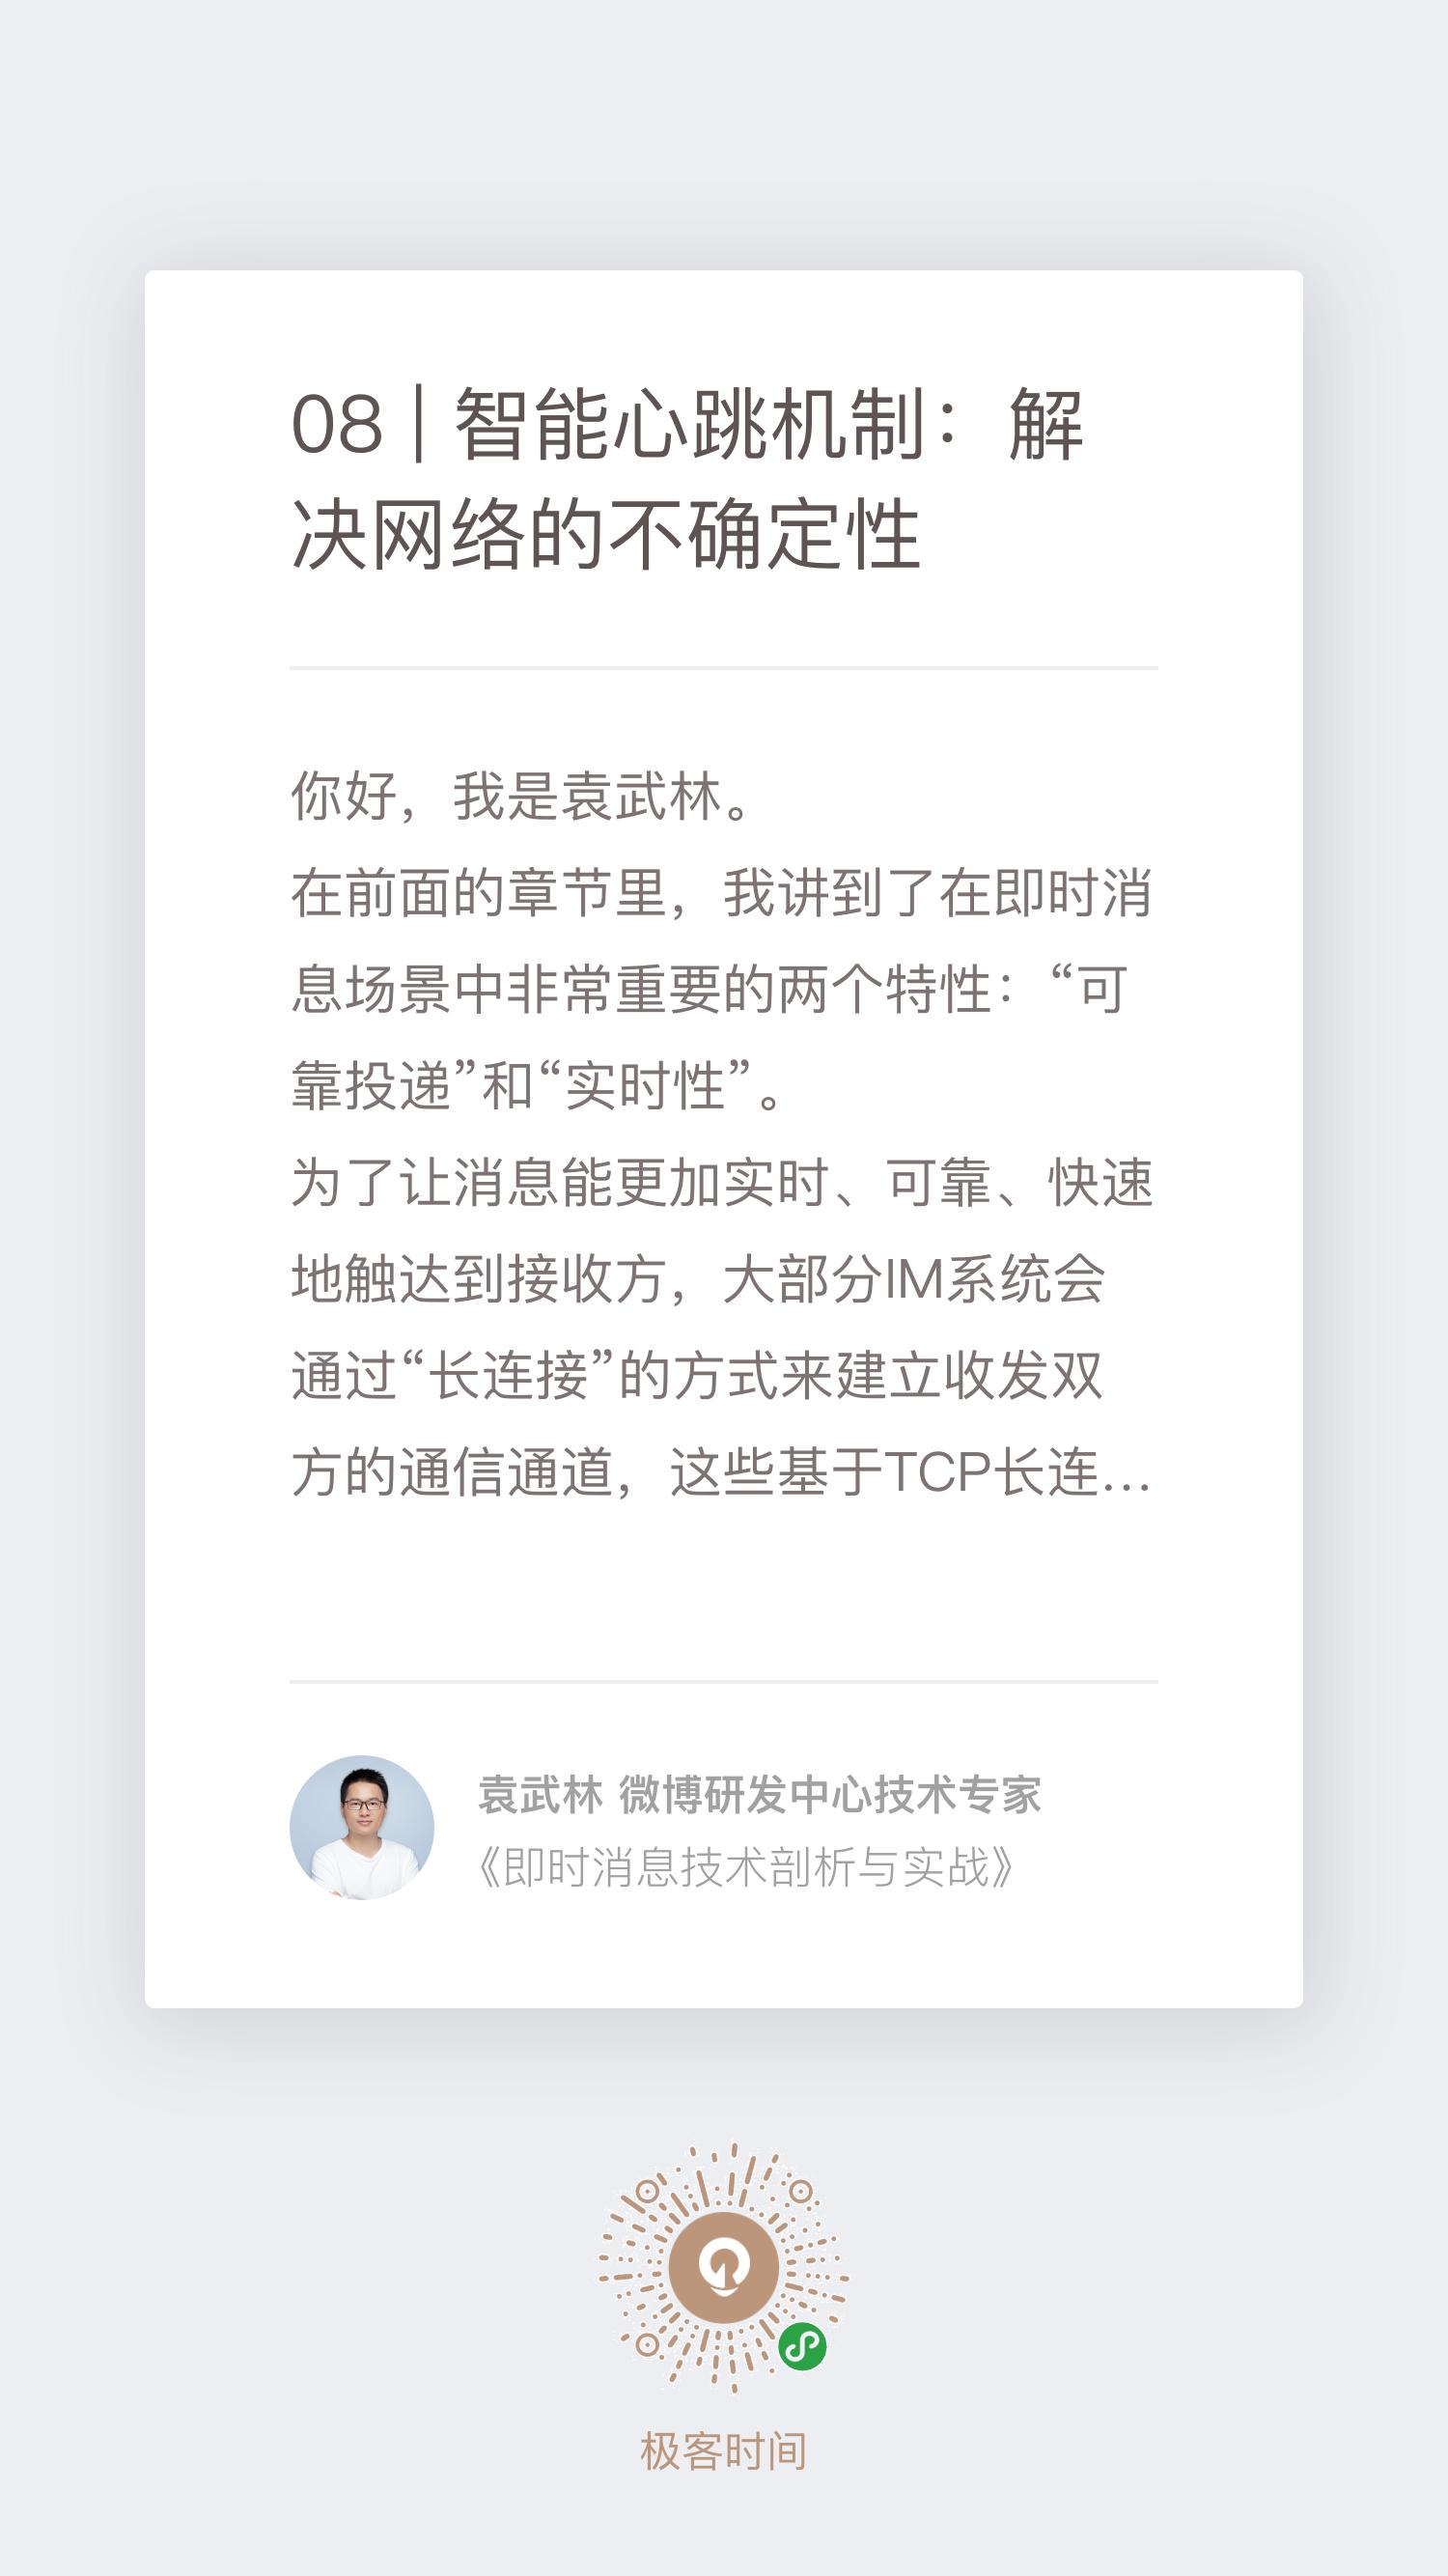 08 | 智能心跳机制：解
决网络的不确定性
你好，我是袁武林。
在前面的章节里，我讲到了在即时消
息场景中非常重要的两个特性：“可
靠投递”和“实时性”。
为了让消息能更加实时、可靠、快速
地触达到接收方，大部分IM系统会
通过“长连接”的方式来建立收发双
方的通信通道，这些基于TCP长连...
袁武林 微博研发中心技术专家
《即时消息技术剖析与实战》
极客时间